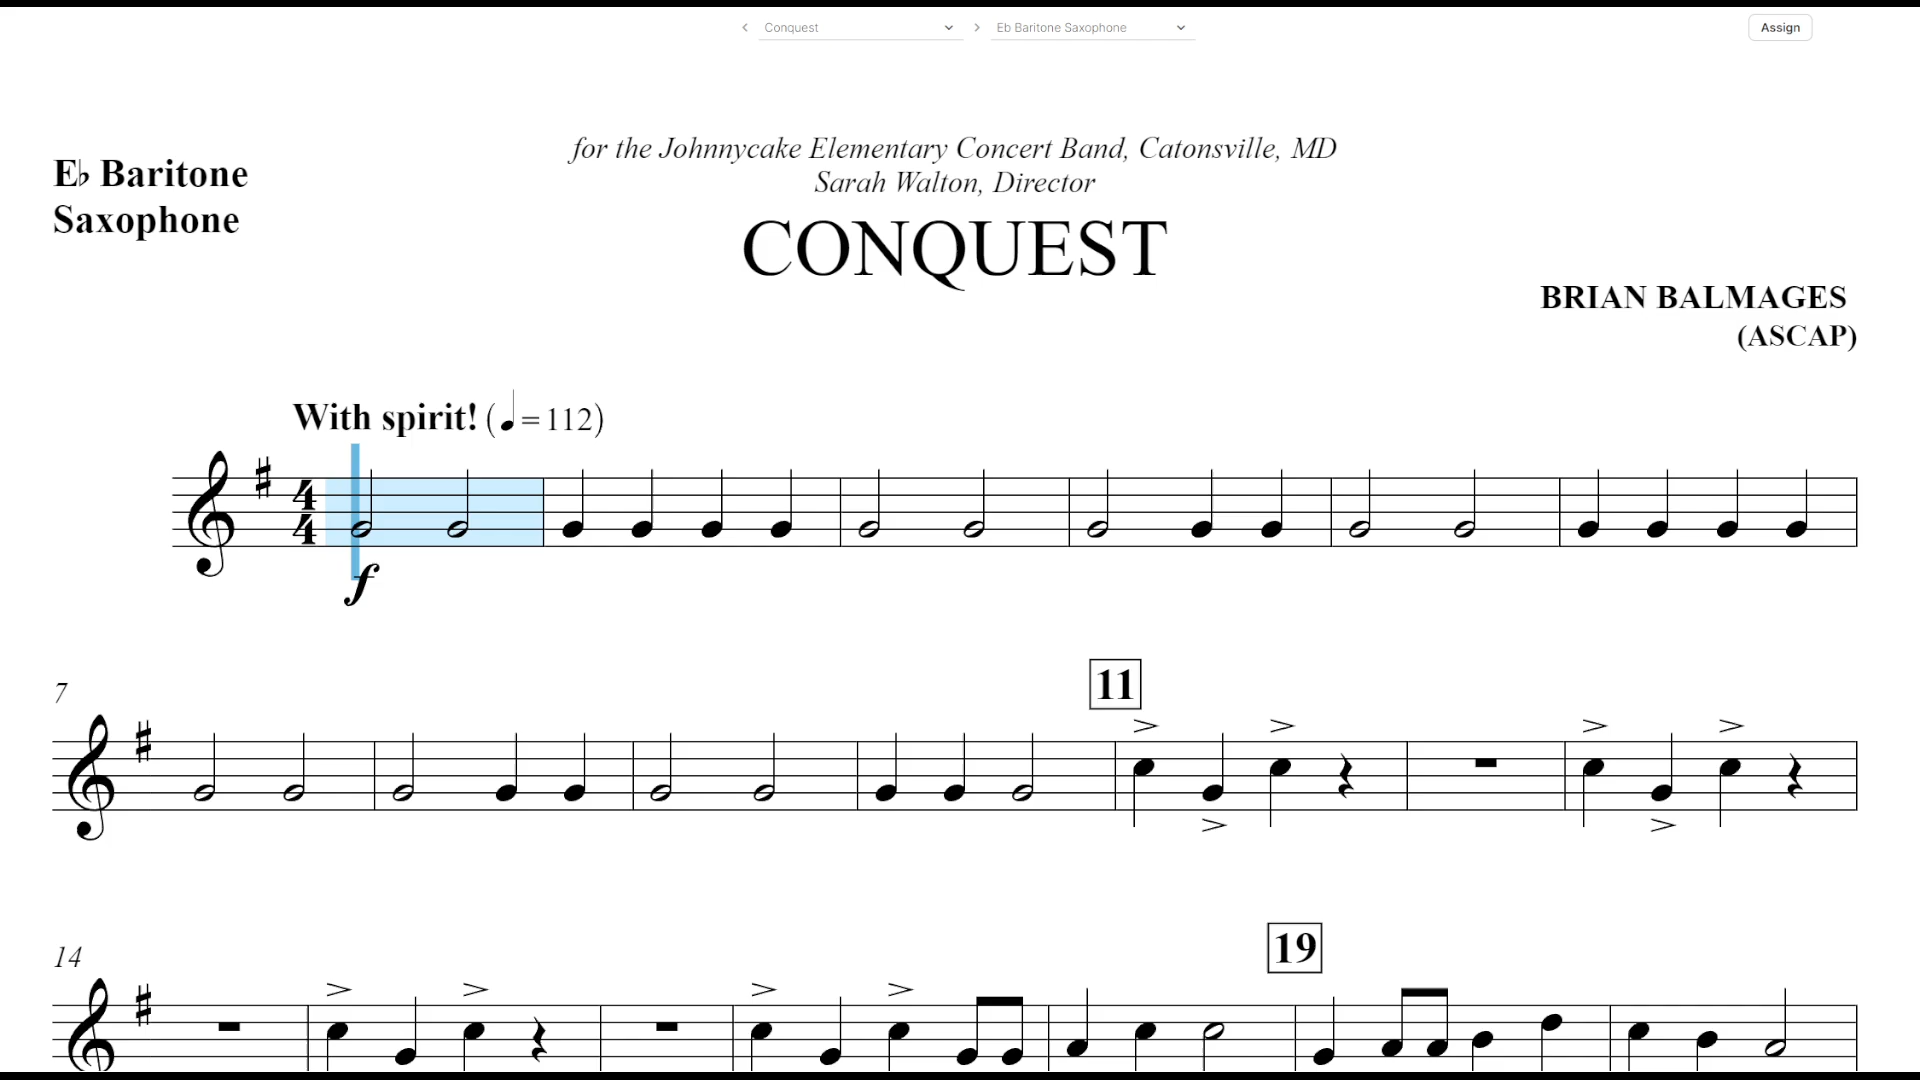 Conquest
Eb Baritone Saxophone
Assign
for the Johnnycake Elementary Concert Band, Catonsville, MD
Sarah Walton, Director
E♭ Baritone
Saxophone
CONQUEST
BRIAN BALMAGES
(ASCAP)
With spirit! (♩=112)
4
4
f
7
11
14
19